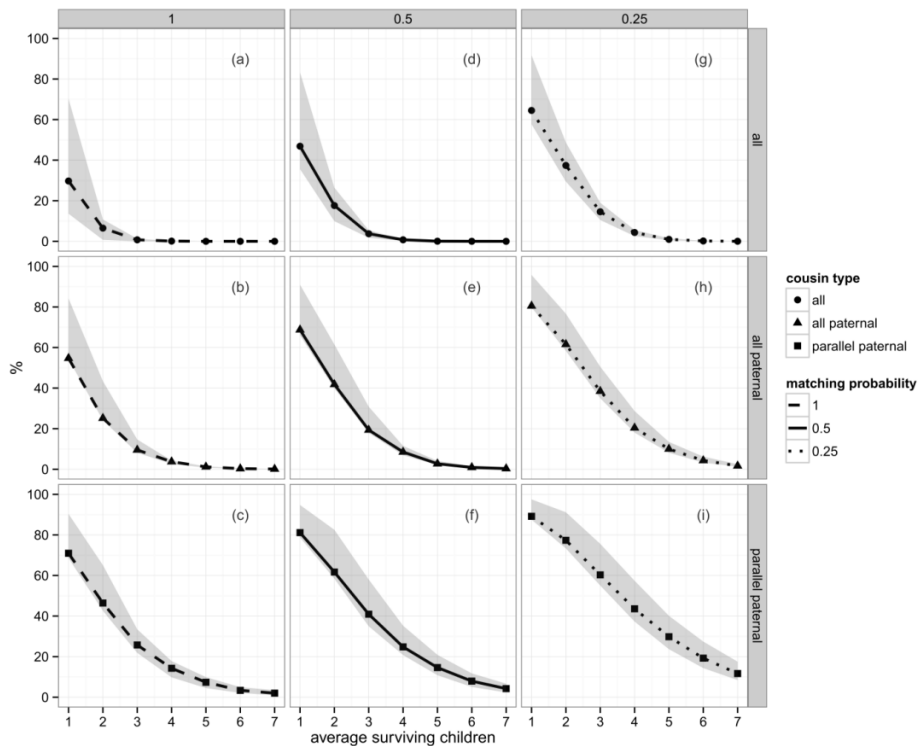 1 0.5 0.25
100 (a) (d) (g)
80
60
40
20
0
all
100 (b) (e) (h)
80
60
40
20
0
all paternal
%
100 (c) (f) (i)
80
60
40
20
0
parallel paternal
1 2 3 4 5 6 7 1 2 3 4 5 6 7 1 2 3 4 5 6 7
average surviving children
cousin type
all
all paternal
parallel paternal
matching probability
1
0.5
0.25